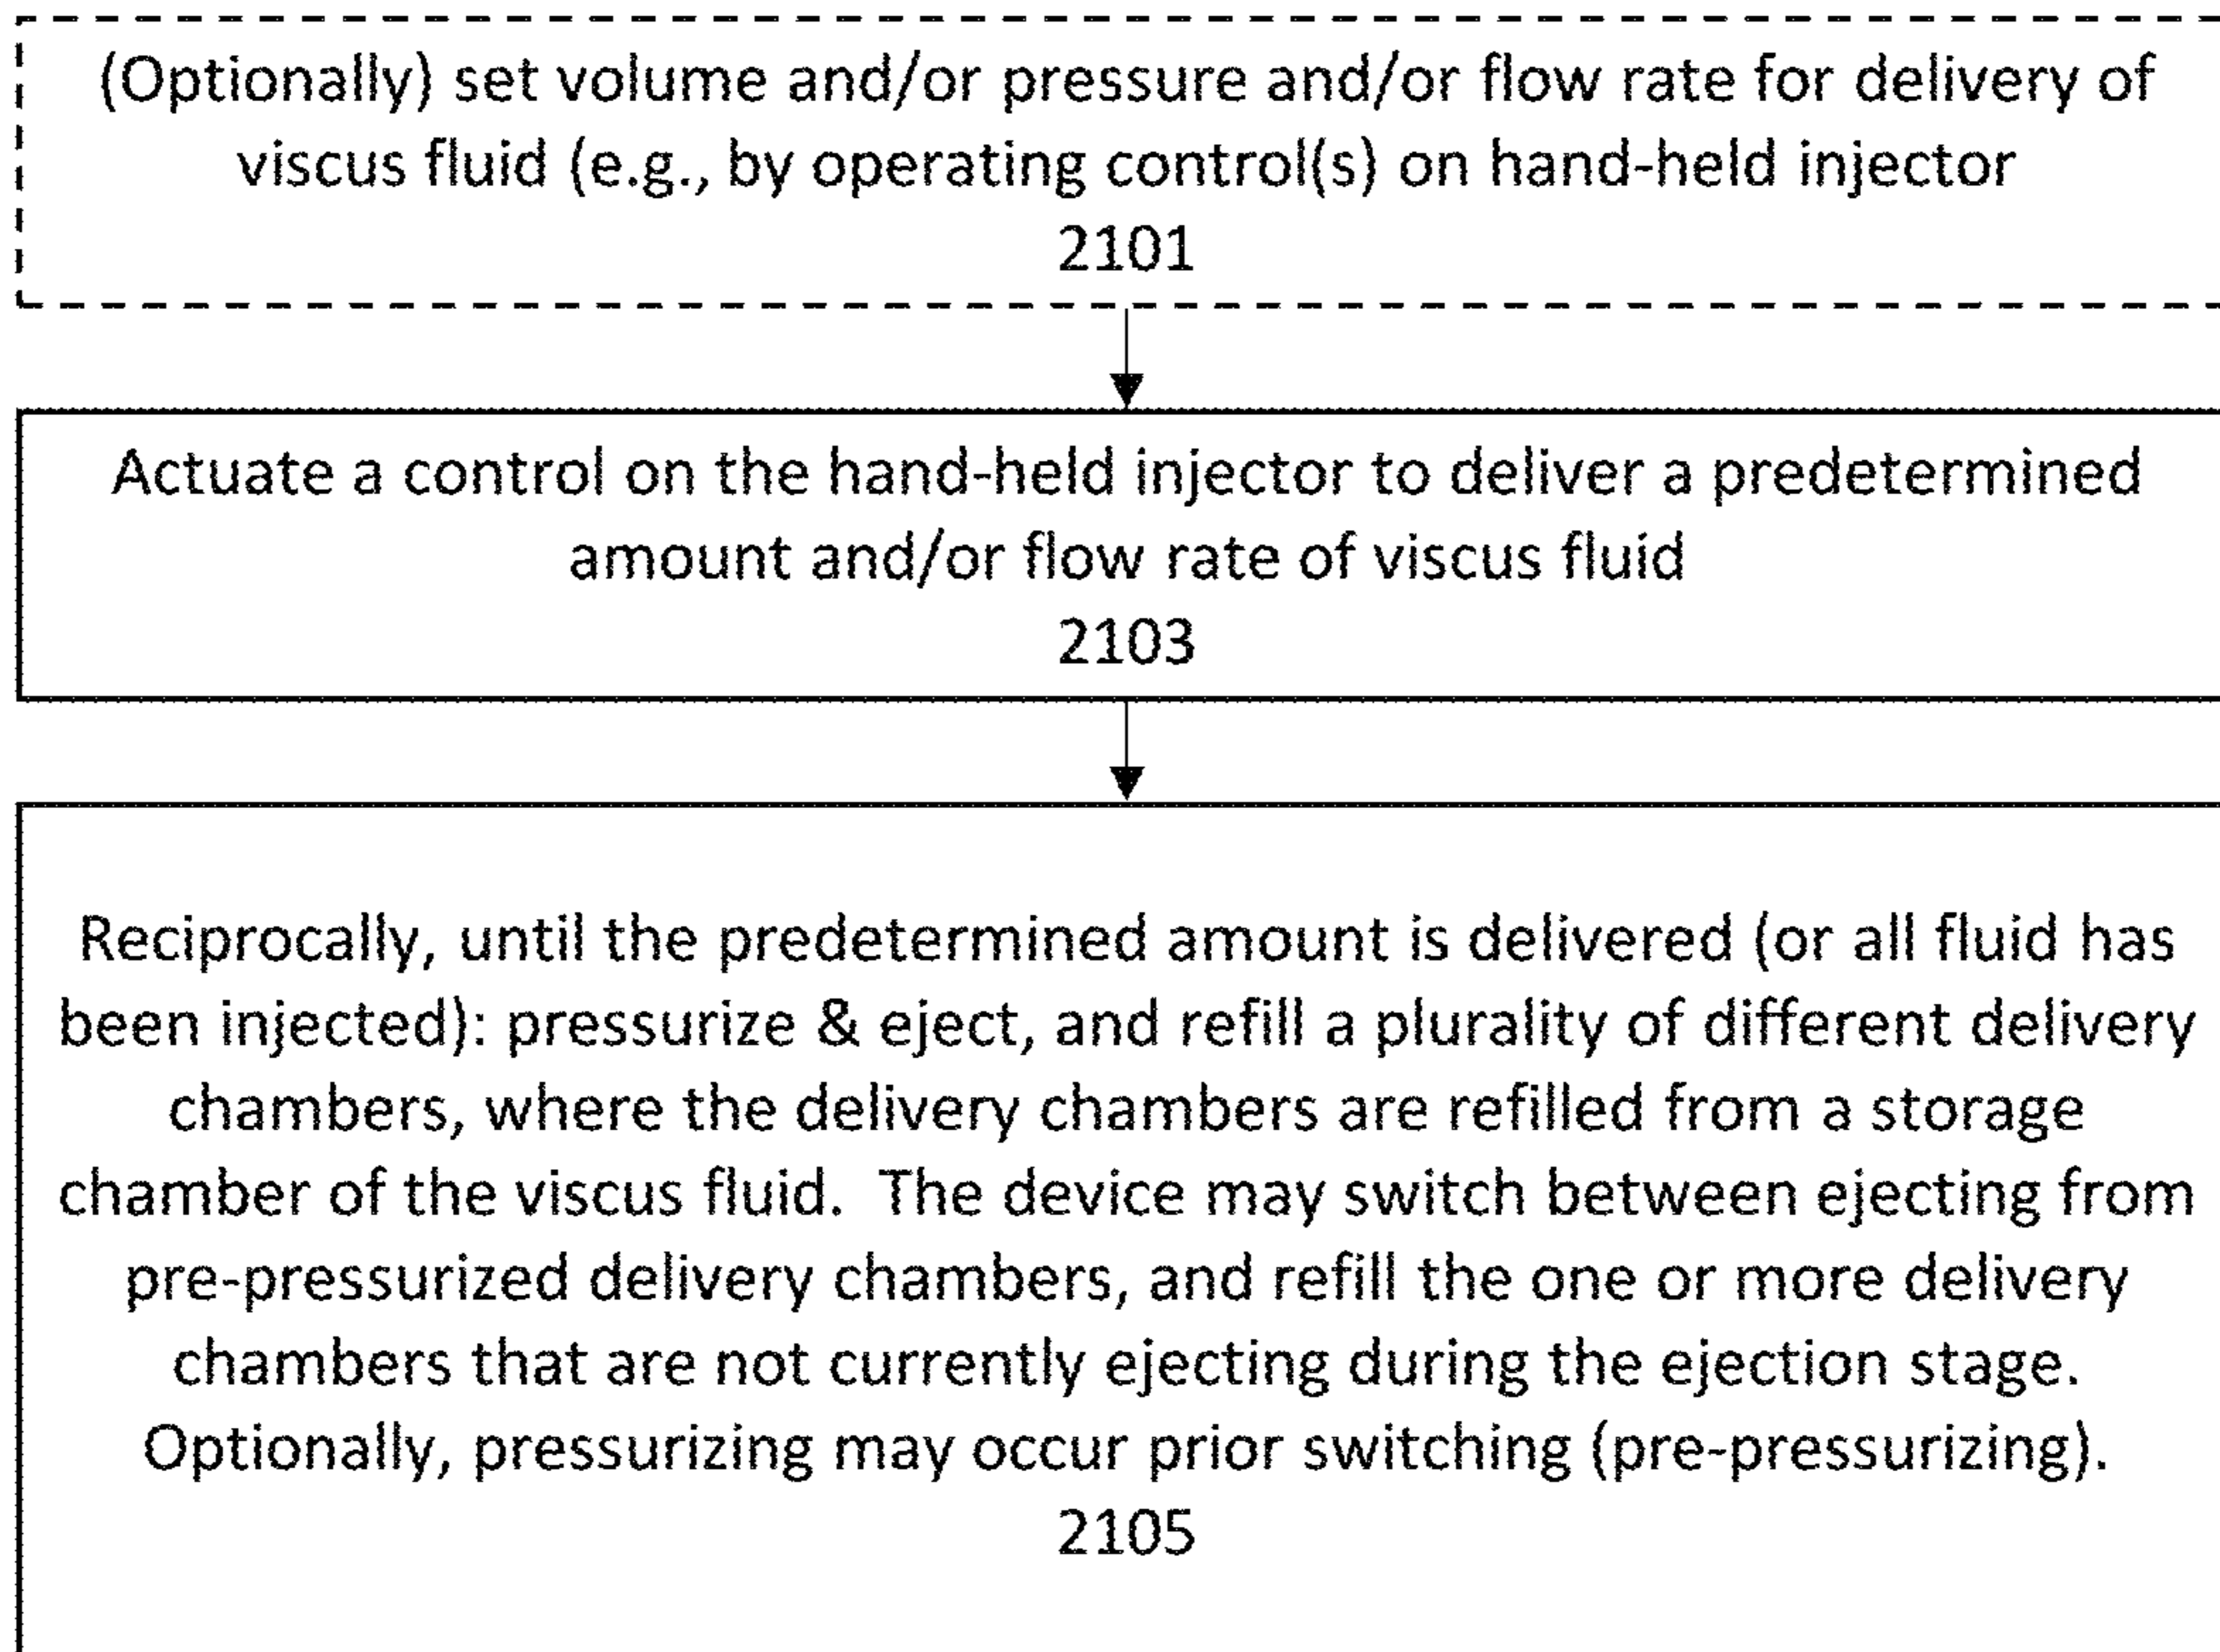 (Optionally) set volume and/or pressure and/or flow rate for delivery of
viscus fluid (e.g., by operating control(s) on hand-held injector
2101
Actuate a control on the hand-held injector to deliver a predetermined
amount and/or flow rate of viscus fluid
2103
Reciprocally, until the predetermined amount is delivered (or all fluid has
been injected): pressurize & eject, and refill a plurality of different delivery
chambers, where the delivery chambers are refilled from a storage
chamber of the viscus fluid.  The device may switch between ejecting from
pre-pressurized delivery chambers, and refill the one or more delivery
chambers that are not currently ejecting during the ejection stage.
Optionally, pressurizing may occur prior switching (pre-pressurizing).
2105